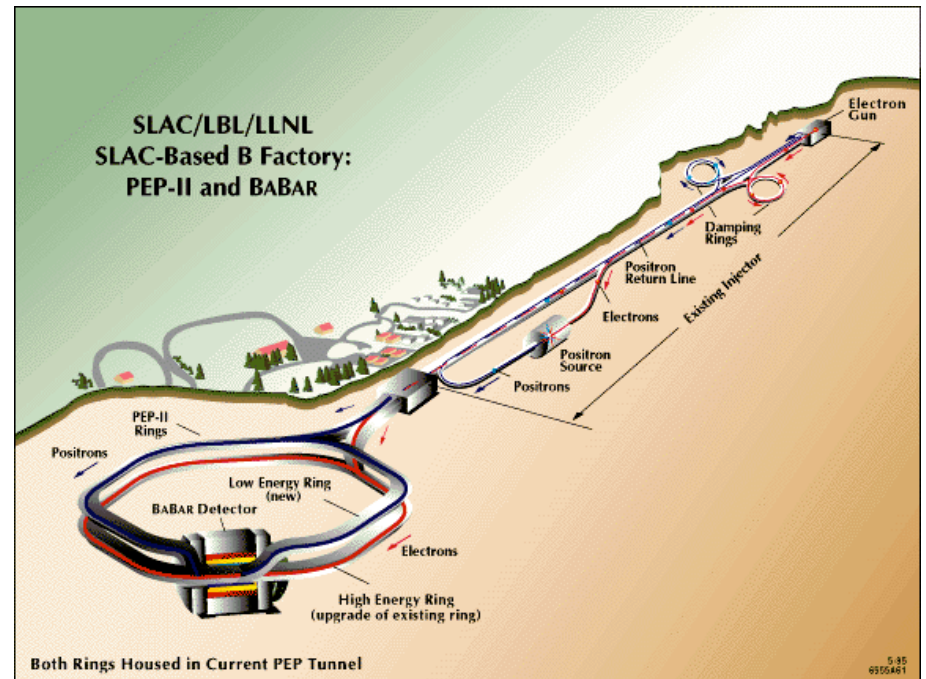 SLAC/LBL/LLNL
SLAC-Based B Factory:
PEP-II and BABAR
Electron
Gun
Damping
Rings
Positron
Return Line
Existing Injector
Electrons
Positron
Source
Positrons
PEP-II
Rings
Positrons
Low Energy Ring
(new)
BABAR Detector
Electrons
High Energy Ring
(upgrade of existing ring)
Both Rings Housed in Current PEP Tunnel
5-95
6955A61